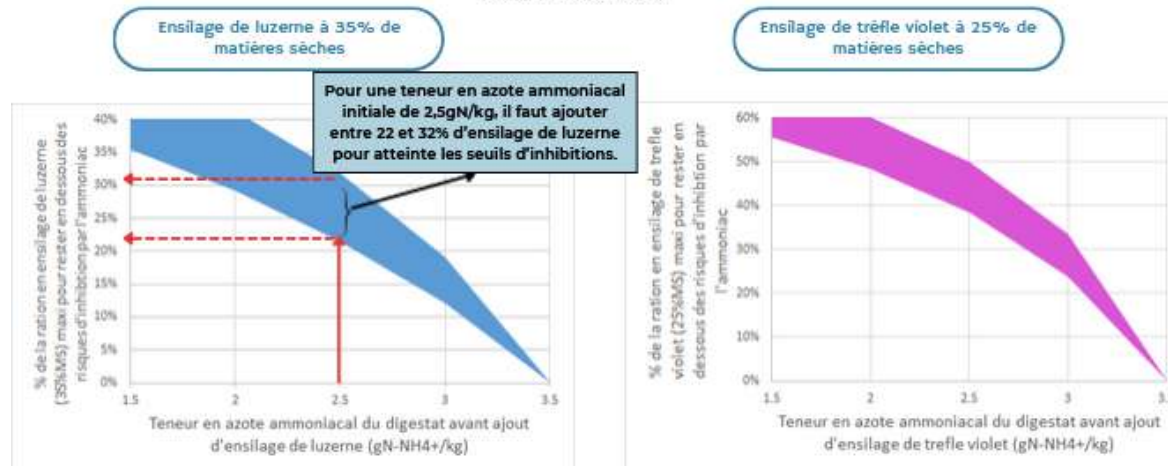 Ensilage de luzerne à 35% de
matières sèches
Ensilage de trèfle violet à 25% de
matières sèches
Pour une teneur en azote ammoniacal
initiale de 2,5gN/kg, il faut ajouter
entre 22 et 32% d'ensilage de luzerne
pour atteinte les seuils d'inhibitions.
% de la ration en ensilage de luzerne
(35%MS) maxi pour rester en dessous des
risques d'inhibtion par l'ammoniac
40%
35%
30%
25%
20%
15%
10%
5%
0%
1.5
2
2.5
3
3.5
Teneur en azote ammoniacal du digestat avant ajout
d'ensilage de luzerne (gN-NH4+/kg)
% de la ration en ensilage de trefle
violet (25%MS) maxi pour rester en
dessous des risques d'inhibtion par
l'ammoniac
60%
50%
40%
30%
20%
10%
0%
1.5
2
2.5
3
Teneur en azote ammoniacal du digestat avant ajout
d'ensilage de trefle violet (gN-NH4+/kg)